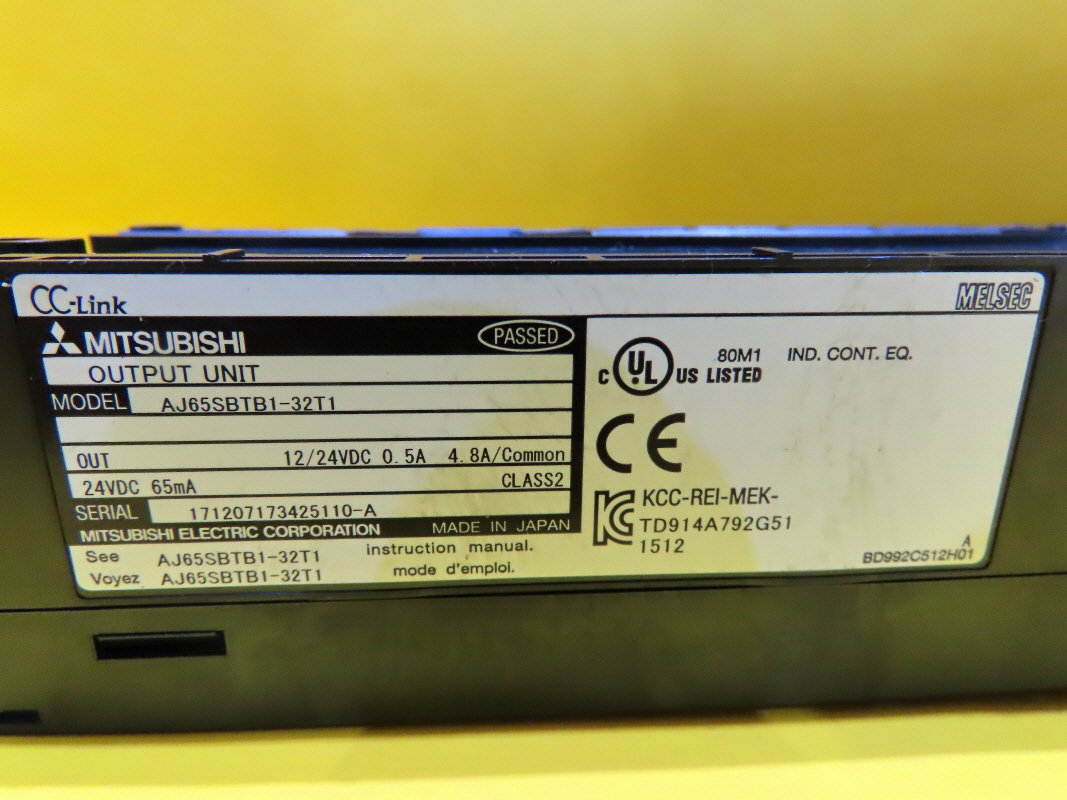 CC-Link
MELSEC
MITSUBISHI
PASSED
OUTPUT UNIT
MODEL AJ65SBTB1-32T1
OUT 12/24VDC 0.5A 4.8A/Common
24VDC 65mA CLASS2
SERIAL 171207173425110-A
MITSUBISHI ELECTRIC CORPORATION MADE IN JAPAN
See AJ65SBTB1-32T1 instruction manual.
Voyez AJ65SBTB1-32T1 mode d'emploi.
C UL US LISTED
80M1 IND. CONT. EQ.
CE
KC KCC-REI-MEK-
TD914A792G51
1512
A
BD992C512H01